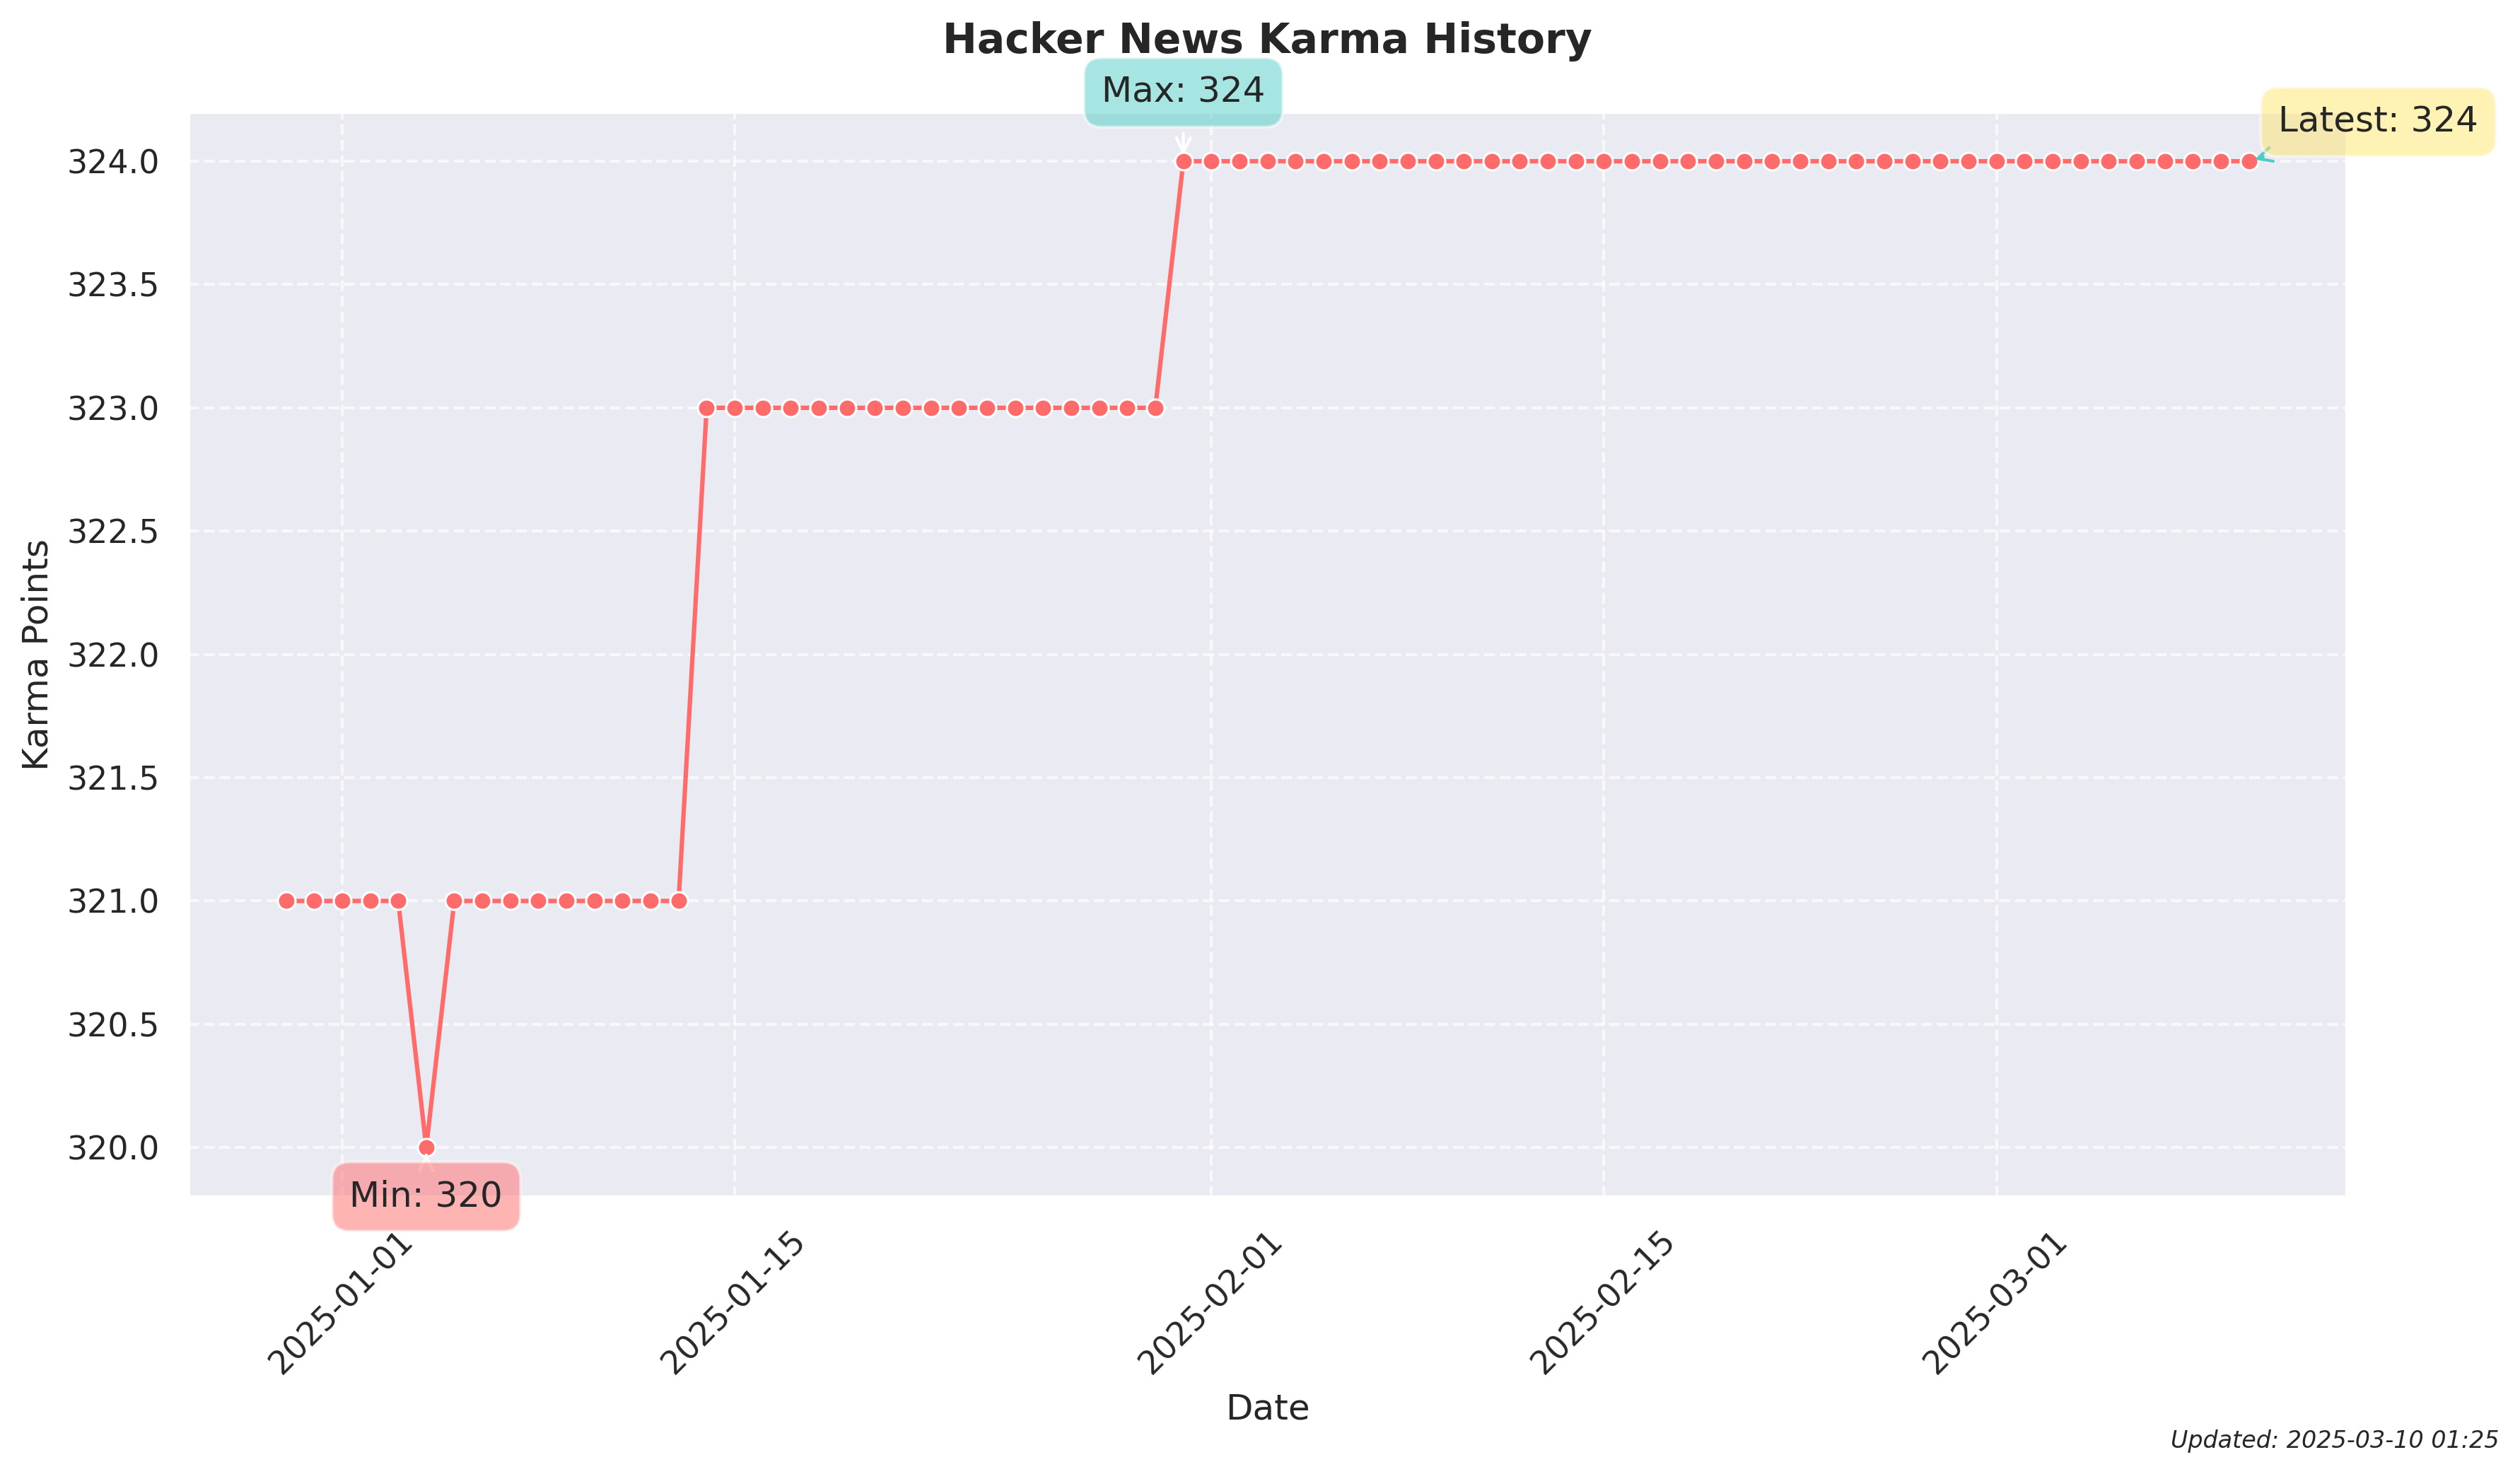 Hacker News Karma History
Max: 324
Latest: 324
324.0
323.5
323.0
322.5
322.0
321.5
321.0
320.5
320.0
Karma Points
Min: 320
2025-01-01
2025-01-15
2025-02-01
2025-02-15
2025-03-01
Date
Updated: 2025-03-10 01:25